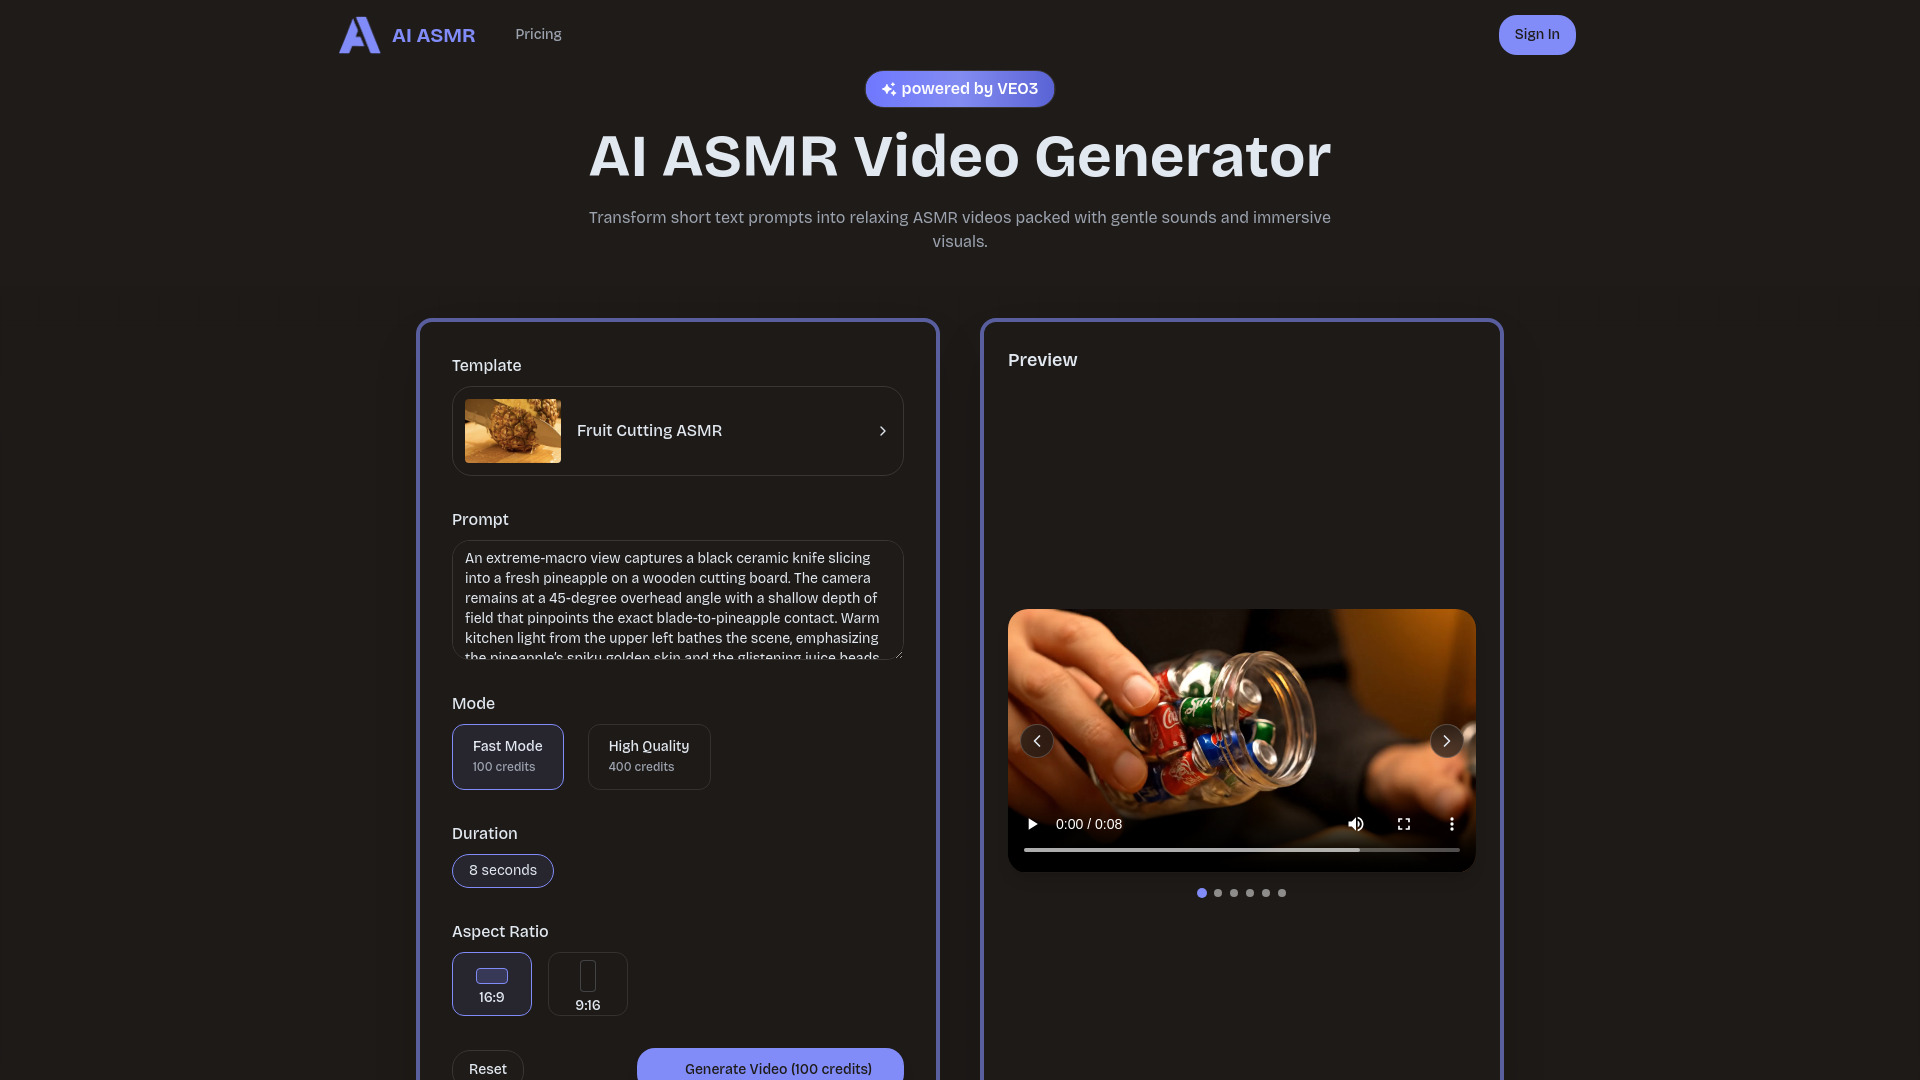 AI ASMR
Pricing
Sign In
powered by VEO3
AI ASMR Video Generator
Transform short text prompts into relaxing ASMR videos packed with gentle sounds and immersive
visuals.
Template
Fruit Cutting ASMR
Prompt
An extreme-macro view captures a black ceramic knife slicing
into a fresh pineapple on a wooden cutting board. The camera
remains at a 45-degree overhead angle with a shallow depth of
field that pinpoints the exact blade-to-pineapple contact. Warm
kitchen light from the upper left bathes the scene, emphasizing
the pineapple's spiky golden skin and the glistening juice beads
Mode
Fast Mode
100 credits
High Quality
400 credits
Duration
8 seconds
Aspect Ratio
16:9
9:16
Reset
Generate Video (100 credits)
Preview
0:00 / 0:08